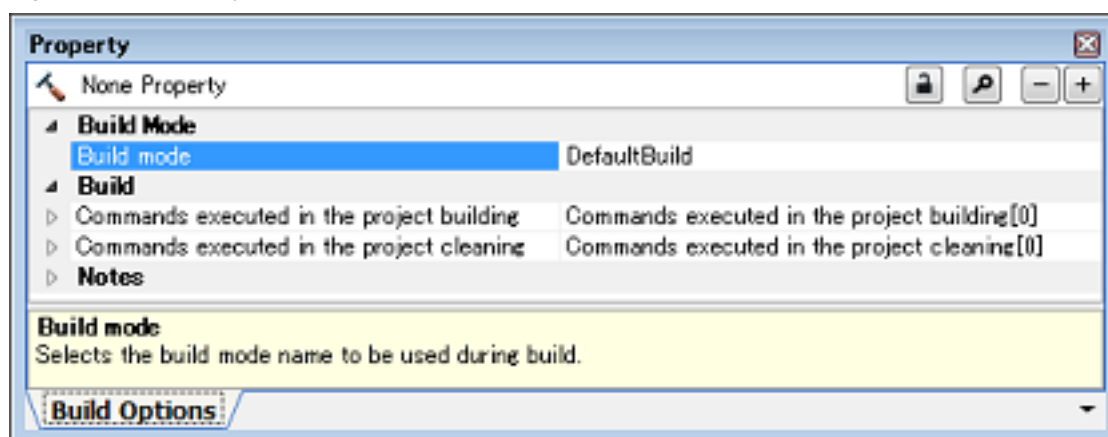 Property
None Property
Build Mode
Build mode DefaultBuild
Build
Commands executed in the project building Commands executed in the project building[0]
Commands executed in the project cleaning Commands executed in the project cleaning[0]
Notes
Build mode
Selects the build mode name to be used during build.
Build Options